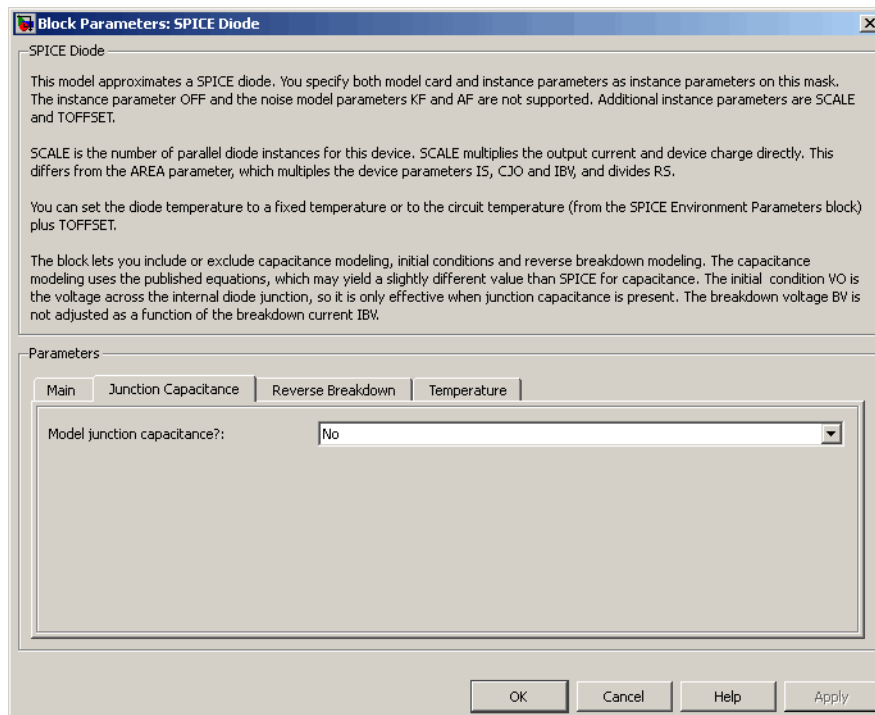 Block Parameters: SPICE Diode
SPICE Diode
This model approximates a SPICE diode. You specify both model card and instance parameters as instance parameters on this mask.
The instance parameter OFF and the noise model parameters KF and AF are not supported. Additional instance parameters are SCALE
and TOFFSET.
SCALE is the number of parallel diode instances for this device. SCALE multiplies the output current and device charge directly. This
differs from the AREA parameter, which multiples the device parameters IS, CJO and IBV, and divides RS.
You can set the diode temperature to a fixed temperature or to the circuit temperature (from the SPICE Environment Parameters block)
plus TOFFSET.
The block lets you include or exclude capacitance modeling, initial conditions and reverse breakdown modeling. The capacitance
modeling uses the published equations, which may yield a slightly different value than SPICE for capacitance. The initial condition VO is
the voltage across the internal diode junction, so it is only effective when junction capacitance is present. The breakdown voltage BV is
not adjusted as a function of the breakdown current IBV.
Parameters
Main Junction Capacitance Reverse Breakdown Temperature
Model junction capacitance?: No
OK Cancel Help Apply